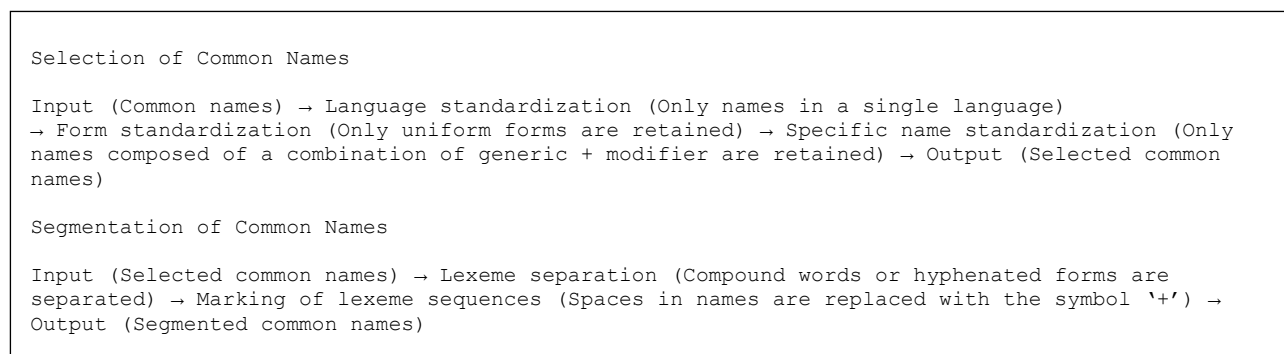 Selection of Common Names
Input (Common names) → Language standardization (Only names in a single language)
→ Form standardization (Only uniform forms are retained) → Specific name standardization (Only
names composed of a combination of generic + modifier are retained) → Output (Selected common
names)
Segmentation of Common Names
Input (Selected common names) → Lexeme separation (Compound words or hyphenated forms are
separated) → Marking of lexeme sequences (Spaces in names are replaced with the symbol ‘+’) →
Output (Segmented common names)